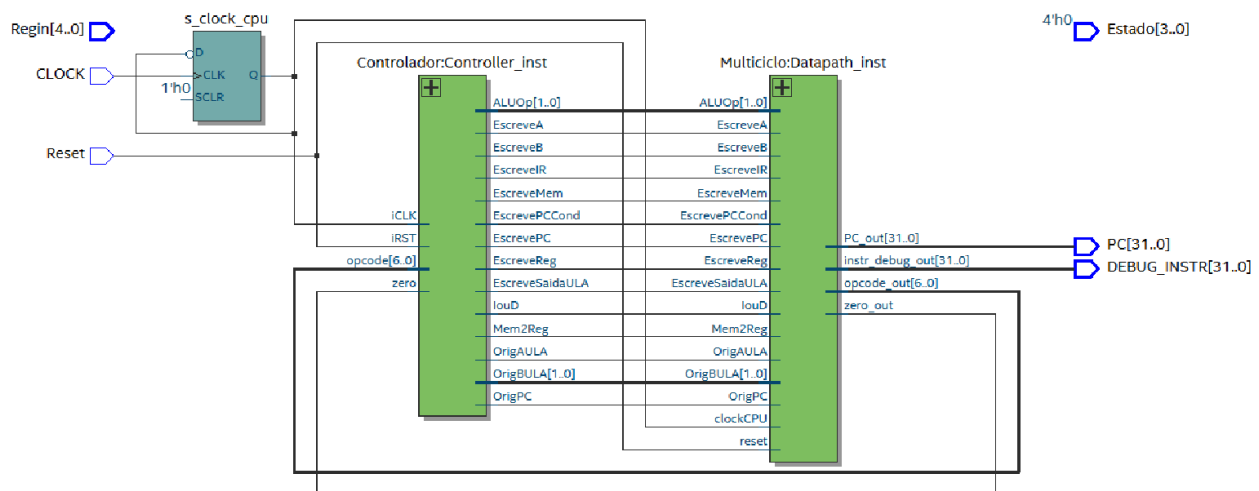 Regin[4..0]
s_clock_cpu
D
CLOCK
CLK
Q
1'h0
SCLR
Reset
Controlador:Controller_inst
ALUOp[1..0]
EscreveA
EscreveB
EscreveIR
EscreveMem
iCLK
EscrevePCCond
iRST
EscrevePC
opcode[6..0]
EscreveReg
zero
EscreveSaidaULA
IouD
Mem2Reg
OrigAULA
OrigBULA[1..0]
OrigPC
Multiciclo:Datapath_inst
ALUOp[1..0]
EscreveA
EscreveB
EscreveIR
EscreveMem
EscrevePCCond
EscrevePC
PC_out[31..0]
EscreveReg
instr_debug_out[31..0]
EscreveSaidaULA
opcode_out[6..0]
IouD
zero_out
Mem2Reg
OrigAULA
OrigBULA[1..0]
OrigPC
clockCPU
reset
4'h0
Estado[3..0]
PC[31..0]
DEBUG_INSTR[31..0]